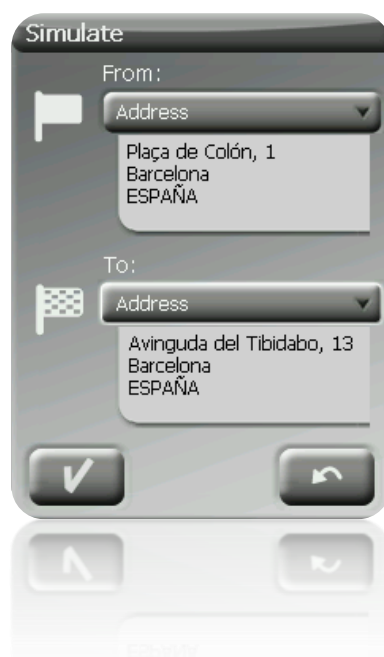 Simulate
From:
Address
Plaça de Colón, 1
Barcelona
ESPAÑA
To:
Address
Avinguda del Tibidabo, 13
Barcelona
ESPAÑA